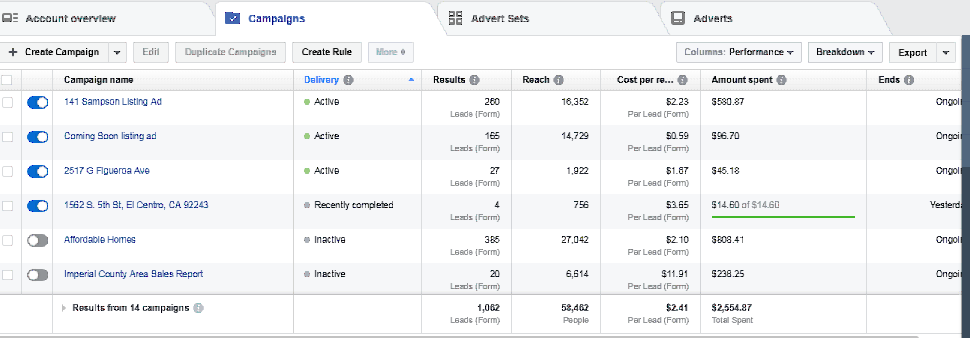 Account overview Campaigns Advert Sets Adverts
+ Create Campaign Edit Duplicate Campaigns Create Rule More Columns: Performance Breakdown Export
Campaign name Delivery Results Reach Cost per re... Amount spent Ends
141 Sampson Listing Ad Active 260 16,352 $2.23 $580.87 Ongoi
Leads (Form) Per Lead (Form)
Coming Soon listing ad Active 165 14,729 $0.59 $96.70 Ongoi
Leads (Form) Per Lead (Form)
2517 G Figueroa Ave Active 27 1,922 $1.67 $45.18 Ongoi
Leads (Form) Per Lead (Form)
1562 S. 5th St, El Centro, CA 92243 Recently completed 4 756 $3.65 $14.60 of $14.60 Yesterda
Leads (Form) Per Lead (Form)
Affordable Homes Inactive 385 27,042 $2.10 $808.41 Ongoi
Leads (Form) Per Lead (Form)
Imperial County Area Sales Report Inactive 20 6,614 $11.91 $238.25 Ongoi
Leads (Form) Per Lead (Form)
Results from 14 campaigns 1,062 58,462 $2.41 $2,554.87
Leads (Form) People Per Lead (Form) Total Spent